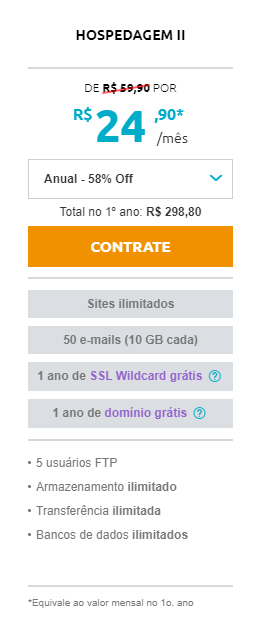 HOSPEDAGEM II
DE R$ 59,90 POR
R$ 24 ,90*
/mês
Anual - 58% Off
Total no 1º ano: R$ 298,80
CONTRATE
Sites ilimitados
50 e-mails (10 GB cada)
1 ano de SSL Wildcard grátis ?
1 ano de domínio grátis ?
• 5 usuários FTP
• Armazenamento ilimitado
• Transferência ilimitada
• Bancos de dados ilimitados
*Equivale ao valor mensal no 1o. ano